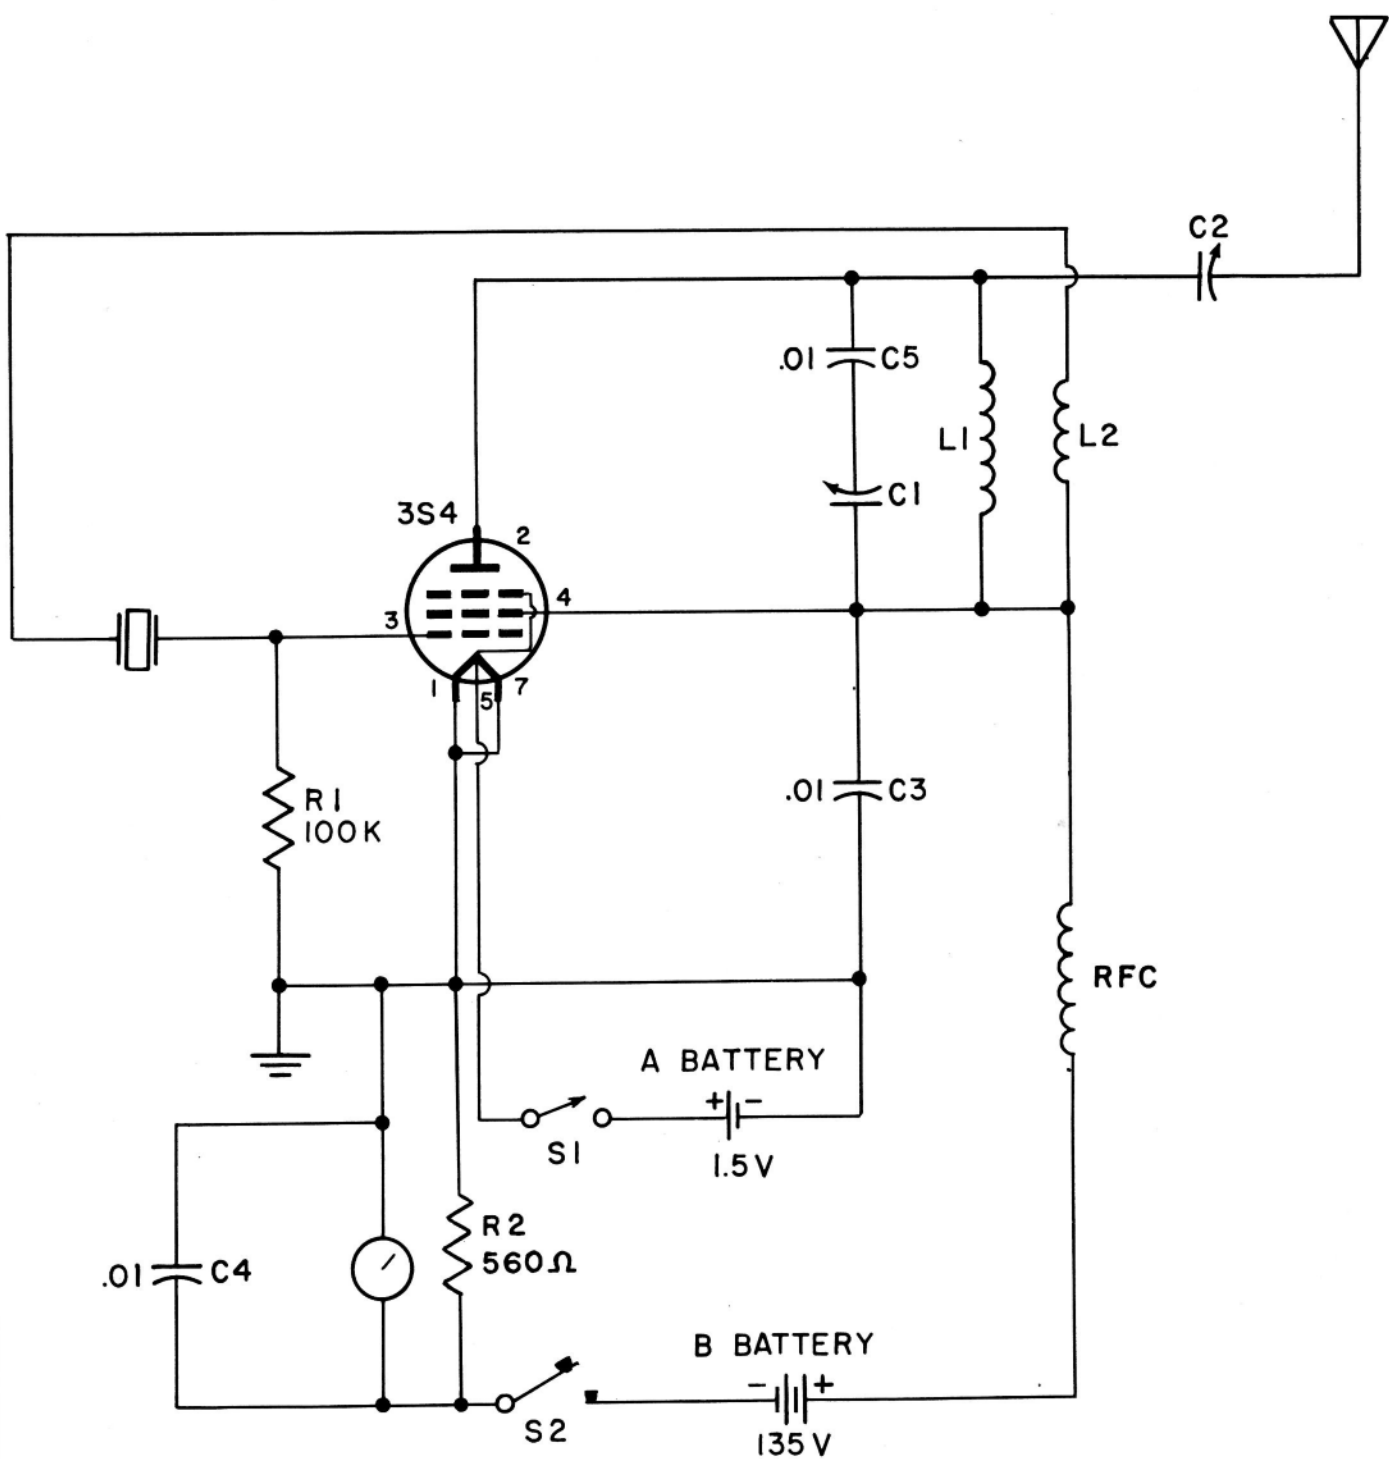 C2
.01
C5
L1
L2
C1
3S4
2
4
3
1
5
7
R1
100K
.01
C3
RFC
A BATTERY
+ -
S1
1.5V
R2
560Ω
.01
C4
B BATTERY
- +
S2
135V